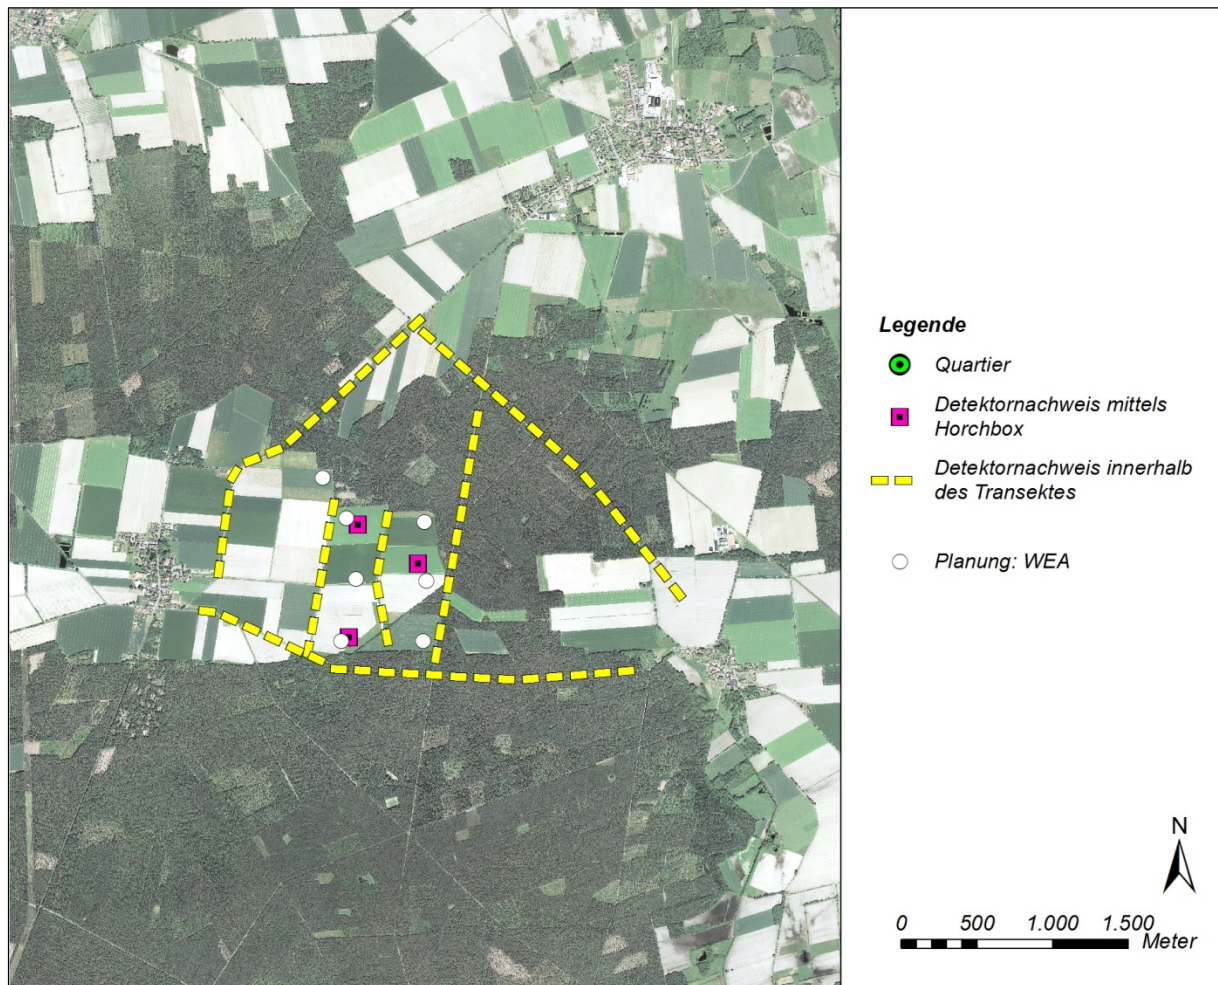 Legende
Quartier
Detektornachweis mittels
Horchbox
Detektornachweis innerhalb
des Transektes
Planung: WEA
N
0 500 1.000 1.500
Meter